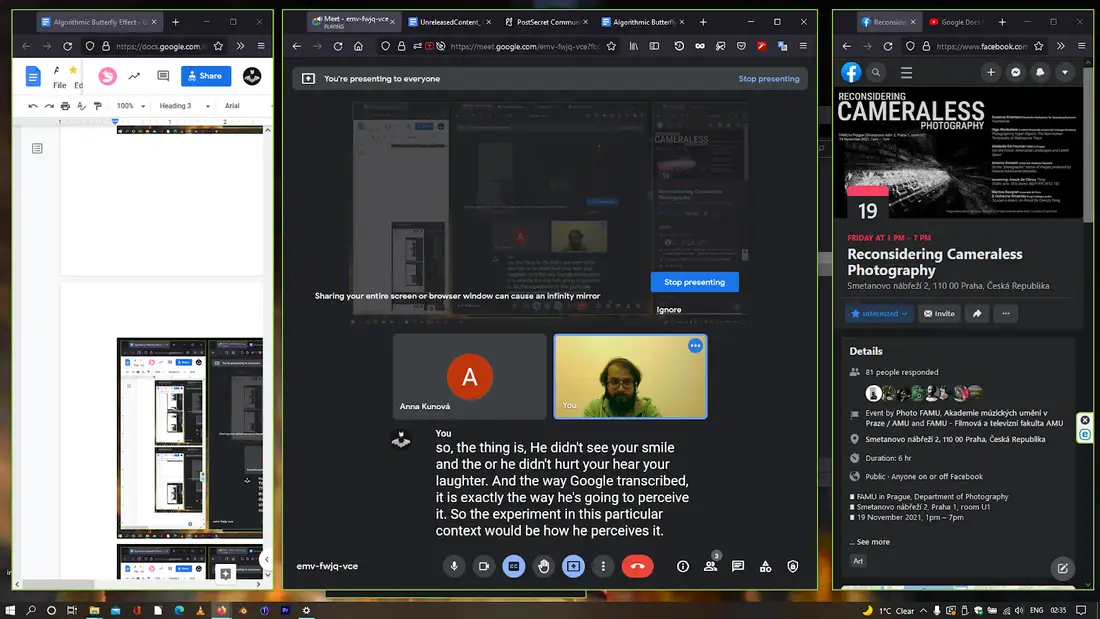 Algorithmic Butterfly Effect - G
https://docs.google.com
File
Ed
Share
100%
Heading 3
Arial
1
1
2
Meet - emv-fwjq-vce
PLAYING
UnreleasedContent_
PostSecret Commun
Algorithmic Butterfly
https://meet.google.com/emv-fwjq-vce?
You're presenting to everyone
Stop presenting
Sharing your entire screen or browser window can cause an infinity mirror
Stop presenting
Ignore
A
Anna Kunová
You
You
so, the thing is, He didn't see your smile
and the or he didn't hurt your hear your
laughter. And the way Google transcribed,
it is exactly the way he's going to perceive
it. So the experiment in this particular
context would be how he perceives it.
emv-fwjq-vce
CC
3
Reconside
Google Docs
https://www.facebook.com
RECONSIDERING
CAMERALESS
PHOTOGRAPHY
19
FRIDAY AT 1 PM – 7 PM
Reconsidering Cameraless
Photography
Smetanovo nábřeží 2, 110 00 Praha, Česká Republika
Interested
Invite
Details
81 people responded
Event by Photo FAMU, Akademie múzických umění v
Praze / AMU and FAMU - Filmová a televizní fakulta AMU
Smetanovo nábřeží 2, 110 00 Praha, Česká Republika
Duration: 6 hr
Public · Anyone on or off Facebook
FAMU in Prague, Department of Photography
Smetanovo nábřeží 2, Praha 1, room U1
19 November 2021, 1pm – 7pm
... See more
Art
1°C Clear
ENG
02:35